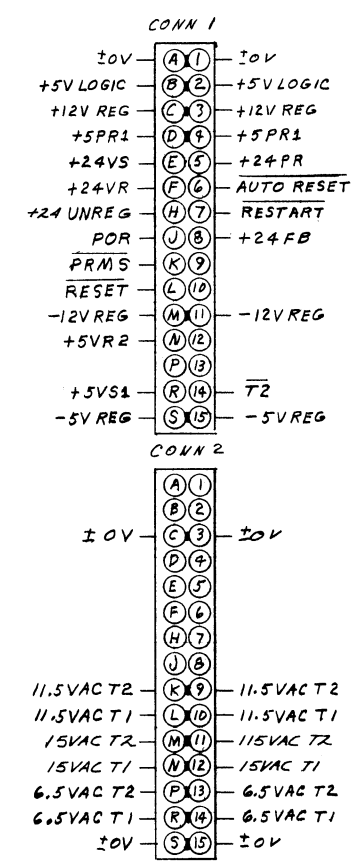 CONN 1
±0V A 1 ±0V
+5V LOGIC B 2 +5V LOGIC
+12V REG C 3 +12V REG
+5PR1 D 4 +5PR1
+24VS E 5 +24PR
+24VR F 6 AUTO RESET
+24 UNREG H 7 RESTART
POR J 8 +24FB
PRMS K 9
RESET L 10
-12V REG M 11 -12V REG
+5VR2 N 12
P 13
+5VS1 R 14 T2
-5V REG S 15 -5V REG
CONN 2
A 1
B 2
±0V C 3 ±0V
D 4
E 5
F 6
H 7
J 8
11.5VAC T2 K 9 11.5VAC T2
11.5VAC T1 L 10 11.5VAC T1
15VAC T2 M 11 115VAC T2
15VAC T1 N 12 15VAC T1
6.5VAC T2 P 13 6.5VAC T2
6.5VAC T1 R 14 6.5VAC T1
±0V S 15 ±0V